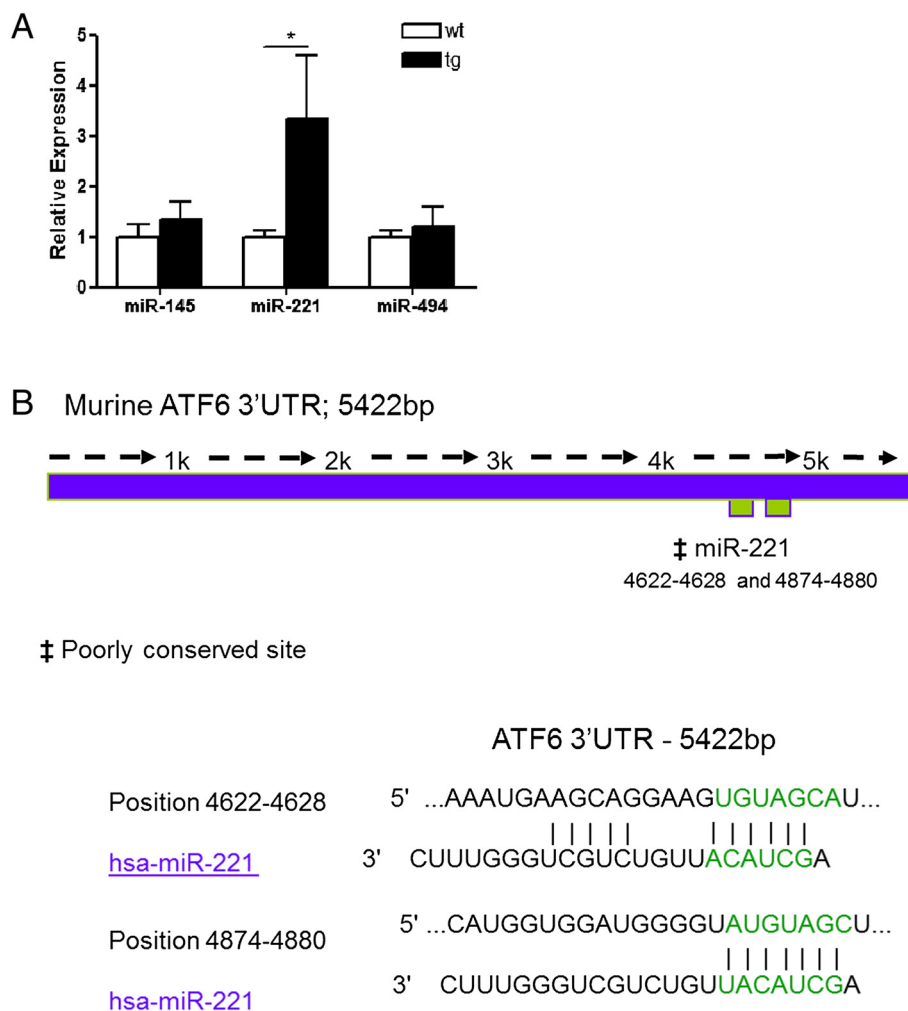 A
wt
tg
*
Relative Expression
5
4
3
2
1
0
miR-145 miR-221 miR-494
B Murine ATF6 3'UTR; 5422bp
1k 2k 3k 4k 5k
‡ miR-221
4622-4628 and 4874-4880
‡ Poorly conserved site
ATF6 3'UTR - 5422bp
Position 4622-4628 5' ...AAAUGAAGCAGGAAGUGUAGCAU...
hsa-miR-221 3' CUUUGGGUCGUCUGUUACAUCGA
Position 4874-4880 5' ...CAUGGUGGAUGGGGUAUGUAGCU...
hsa-miR-221 3' CUUUGGGUCGUCUGUUACAUCGA